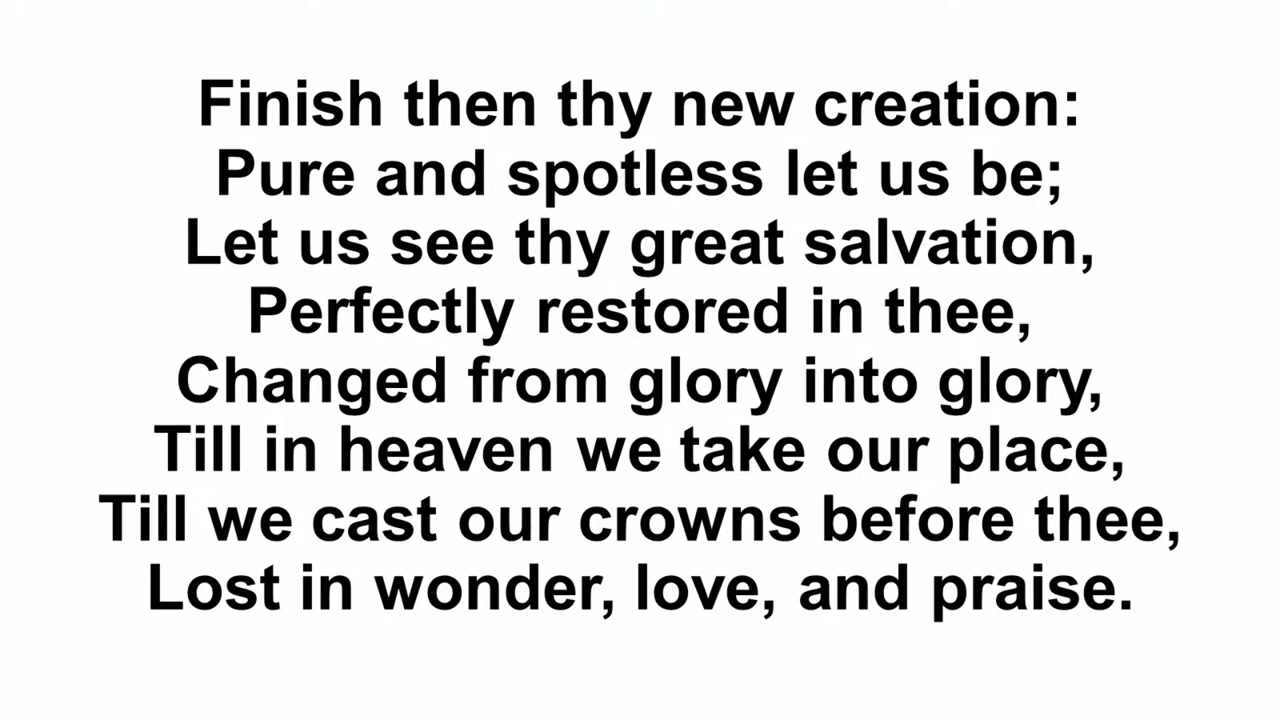 Finish then thy new creation:
Pure and spotless let us be;
Let us see thy great salvation,
Perfectly restored in thee,
Changed from glory into glory,
Till in heaven we take our place,
Till we cast our crowns before thee,
Lost in wonder, love, and praise.